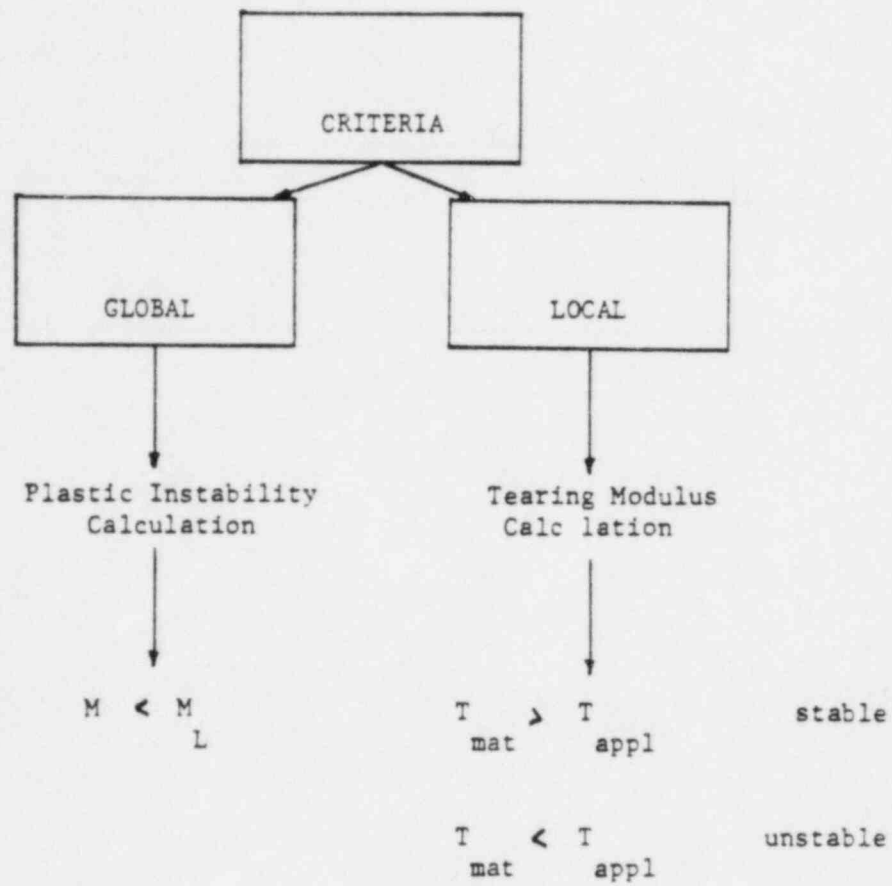 CRITERIA
GLOBAL
LOCAL
Plastic Instability
Calculation
Tearing Modulus
Calc lation
M < M
L
T > T stable
mat appl
T < T unstable
mat appl